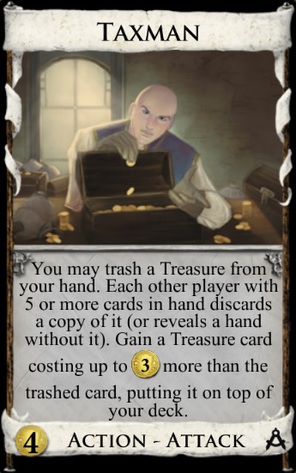 TAXMAN
You may trash a Treasure from
your hand. Each other player with
5 or more cards in hand discards
a copy of it (or reveals a hand
without it). Gain a Treasure card
costing up to 3 more than the
trashed card, putting it on top of
your deck.
4 ACTION - ATTACK